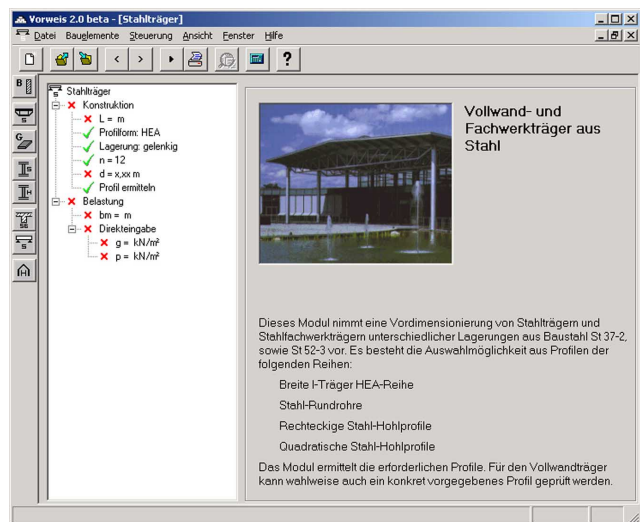 Vorweis 2.0 beta - [Stahlträger]
Datei Bauelemente Steuerung Ansicht Fenster Hilfe
B
S
G
S
H
SE
S
Stahlträger
Konstruktion
L = m
Profilform: HEA
Lagerung: gelenkig
n = 12
d = x,xx m
Profil ermitteln
Belastung
bm = m
Direkteingabe
g = kN/m²
p = kN/m²
Vollwand- und
Fachwerkträger aus
Stahl
Dieses Modul nimmt eine Vordimensionierung von Stahlträgern und
Stahlfachwerkträgern unterschiedlicher Lagerungen aus Baustahl St 37-2,
sowie St 52-3 vor. Es besteht die Auswahlmöglichkeit aus Profilen der
folgenden Reihen:
Breite I-Träger HEA-Reihe
Stahl-Rundrohre
Rechteckige Stahl-Hohlprofile
Quadratische Stahl-Hohlprofile
Das Modul ermittelt die erforderlichen Profile. Für den Vollwandträger
kann wahlweise auch ein konkret vorgegebenes Profil geprüft werden.